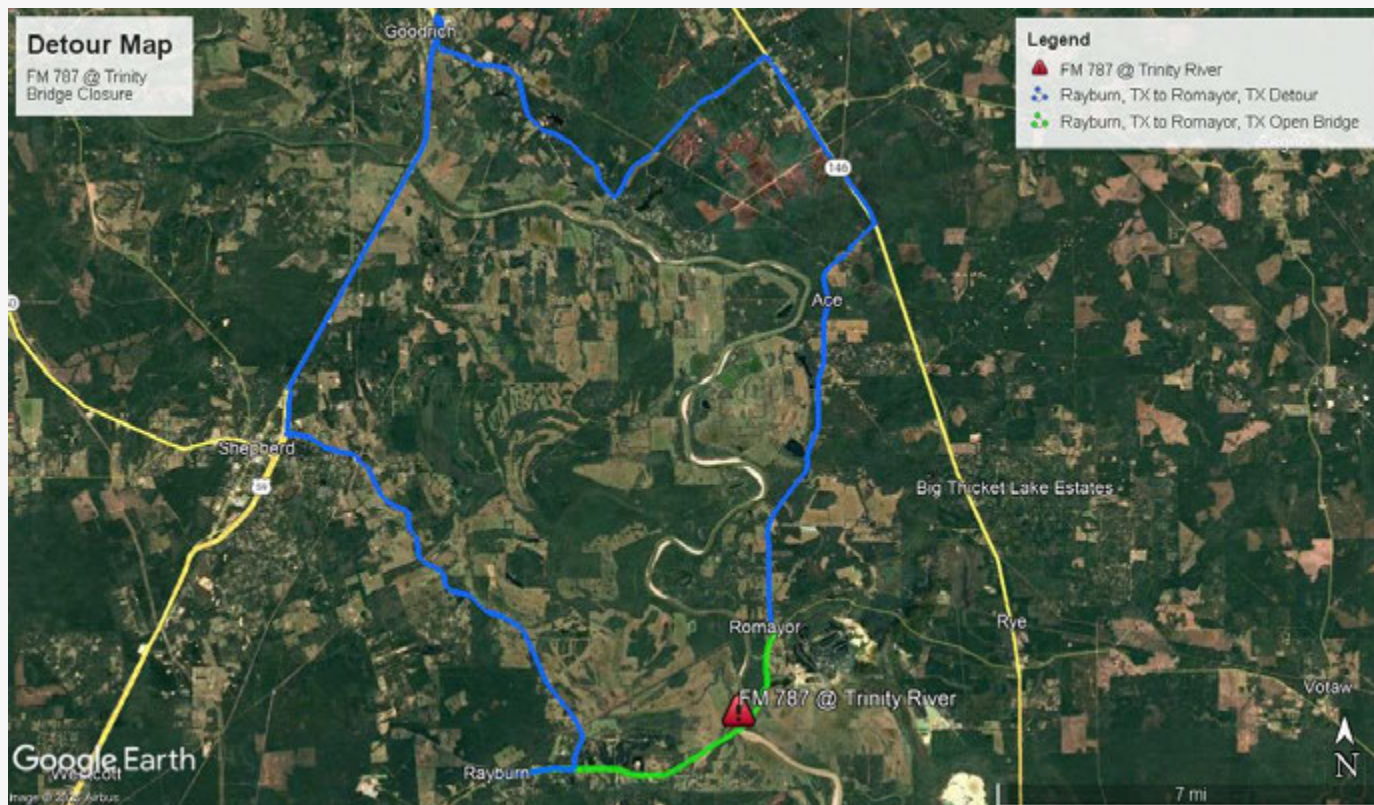 Detour Map
FM 787 @ Trinity
Bridge Closure
Legend
FM 787 @ Trinity River
Rayburn, TX to Romayor, TX Detour
Rayburn, TX to Romayor, TX Open Bridge
Goodrich
146
Ace
Shepherd
59
Big Thicket Lake Estates
Romayor
Rye
FM 787 @ Trinity River
Votaw
Google Earth
Rayburn
N
7 mi